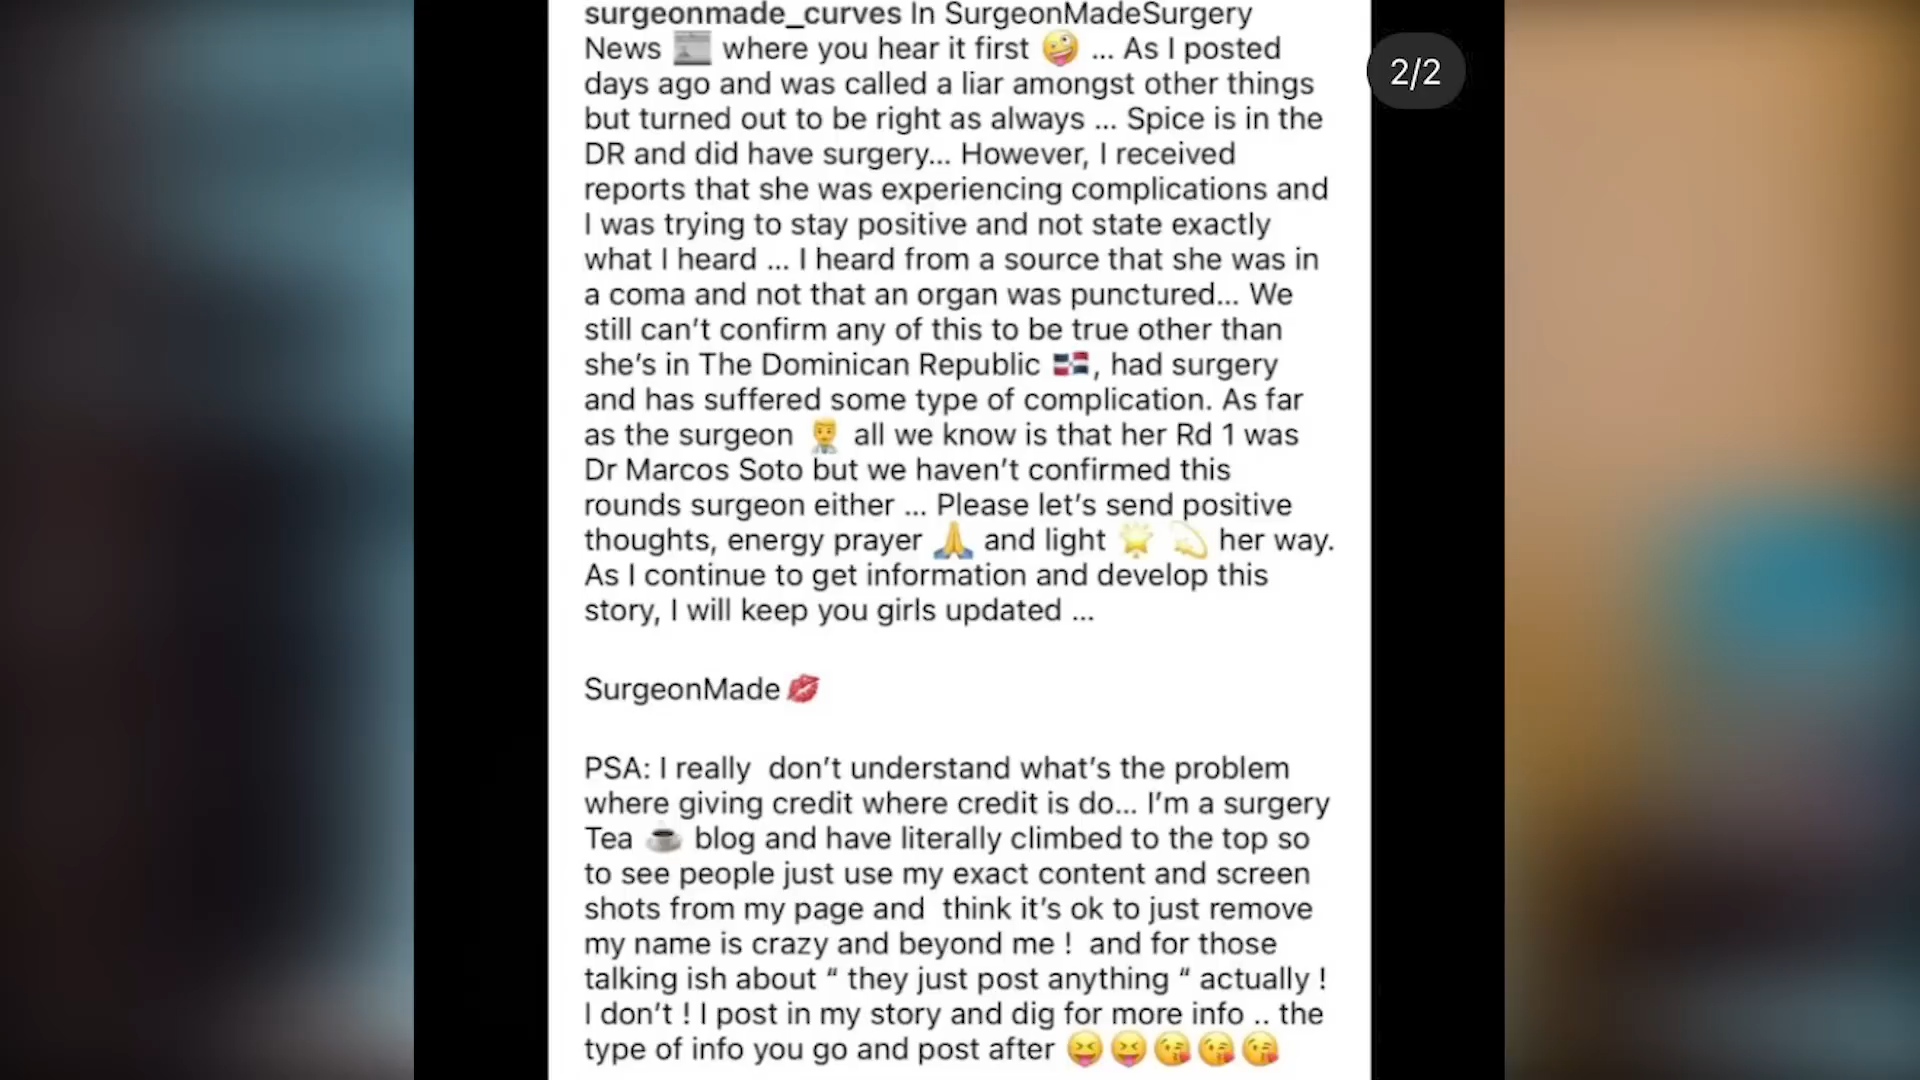 surgeonmade_curves In SurgeonMadeSurgery
News 📰 where you hear it first 🤪 ... As I posted
days ago and was called a liar amongst other things
but turned out to be right as always ... Spice is in the
DR and did have surgery... However, I received
reports that she was experiencing complications and
I was trying to stay positive and not state exactly
what I heard ... I heard from a source that she was in
a coma and not that an organ was punctured... We
still can't confirm any of this to be true other than
she's in The Dominican Republic 🇩🇴, had surgery
and has suffered some type of complication. As far
as the surgeon 👨‍⚕️ all we know is that her Rd 1 was
Dr Marcos Soto but we haven't confirmed this
rounds surgeon either ... Please let's send positive
thoughts, energy prayer 🙏 and light 🌟 💫 her way.
As I continue to get information and develop this
story, I will keep you girls updated ...
SurgeonMade💋
PSA: I really  don't understand what's the problem
where giving credit where credit is do... I'm a surgery
Tea ☕ blog and have literally climbed to the top so
to see people just use my exact content and screen
shots from my page and  think it's ok to just remove
my name is crazy and beyond me !  and for those
talking ish about “ they just post anything “ actually !
I don't ! I post in my story and dig for more info .. the
type of info you go and post after 😝😝😘😘😘
2/2